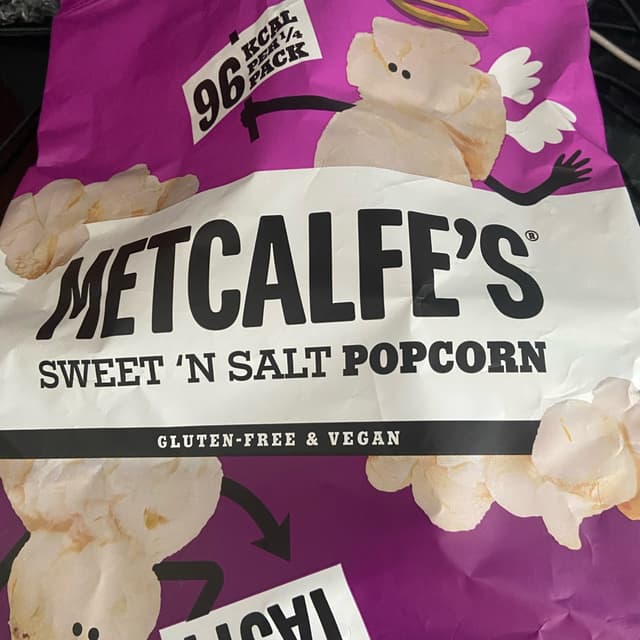 96 KCAL
PER 1/4
PACK
METCALFE'S®
SWEET 'N SALT POPCORN
GLUTEN-FREE & VEGAN